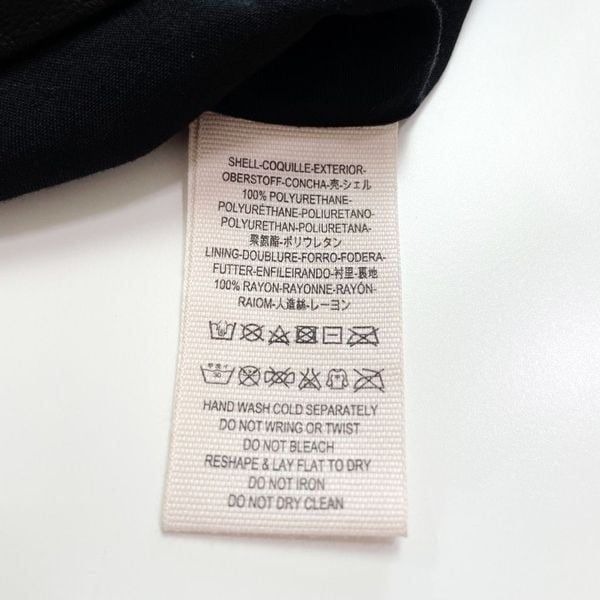 SHELL-COQUILLE-EXTERIOR-
OBERSTOFF-CONCHA-壳-シェル
100% POLYURETHANE-
POLYURÉTHANE-POLIURETANO-
POLYURETHAN-POLIURETANA-
聚氨酯-ポリウレタン
LINING-DOUBLURE-FORRO-FODERA-
FUTTER-ENFILEIRANDO-衬里-裏地
100% RAYON-RAYONNE-RAYÓN-
RAIOM-人造絲-レーヨン
HAND WASH COLD SEPARATELY
DO NOT WRING OR TWIST
DO NOT BLEACH
RESHAPE & LAY FLAT TO DRY
DO NOT IRON
DO NOT DRY CLEAN